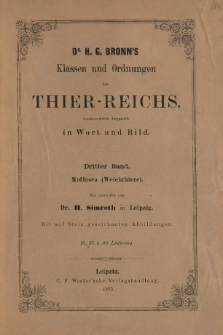 Dr. H. G. BRONN'S
Klassen und Ordnungen
des
THIER-REICHS,
wissenschaftlich dargestellt
in Wort und Bild.
Dritter Band.
Mollusca (Weichthiere).
Dr. H. Simroth in Leipzig.
Mit auf Stein gezeichneten Abbildungen.
Lieferung
Leipzig.
C. F. Winter'sche Verlagshandlung.